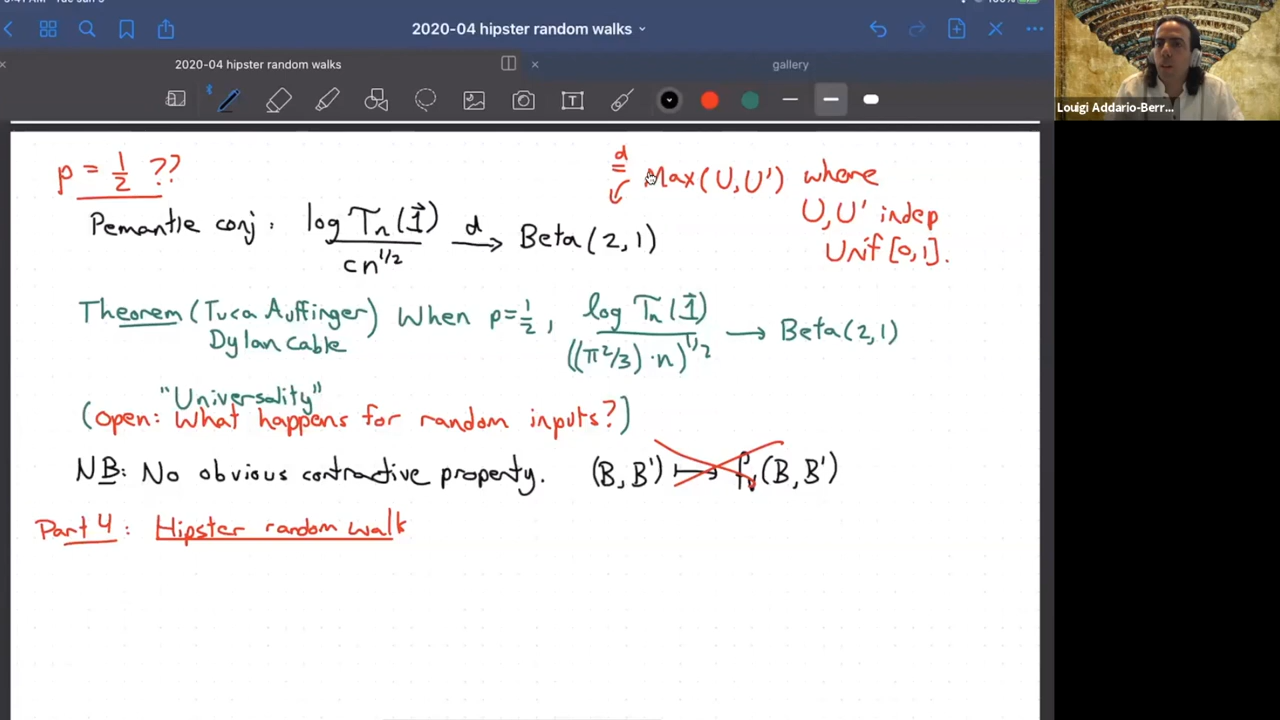 2020-04 hipster random walks
2020-04 hipster random walks
gallery
Louigi Addario-Berr...
p = 1/2 ??
d
= Max(U, U') where
U, U' indep
Unif [0,1].
Pemantle conj: log Tₙ(1⃗) / cn^{1/2} →ᵈ Beta(2,1)
Theorem (Tuca Auffinger) When p=1/2, log Tₙ(1⃗) / ((π²/3)·n)^{1/2} → Beta(2,1)
Dylan Cable
"Universality"
(Open: What happens for random inputs?)
NB: No obvious contractive property. (B, B') ↦ f(B, B')
Part 4: Hipster random walk